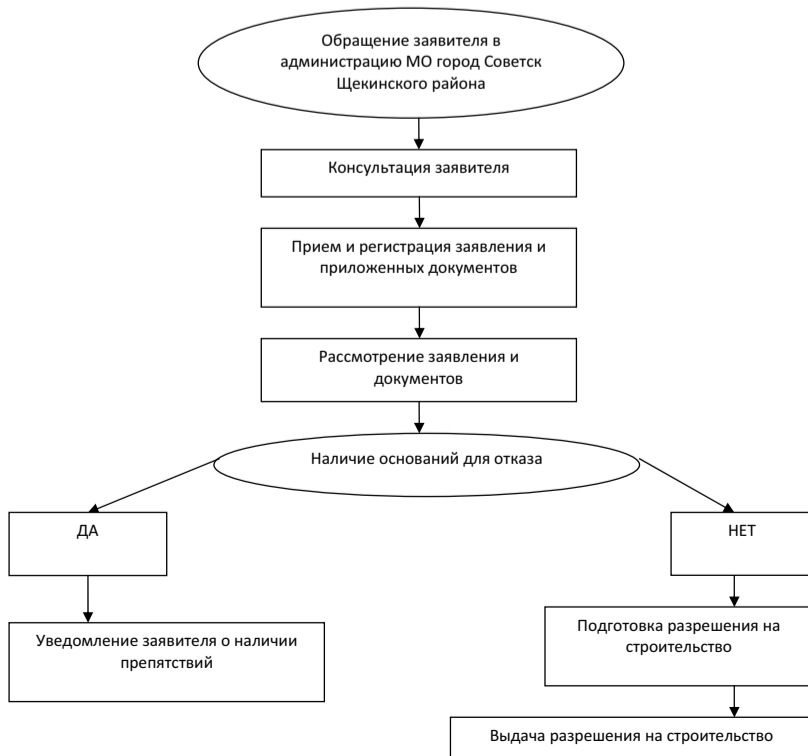 Обращение заявителя в
администрацию МО город Советск
Щекинского района
Консультация заявителя
Прием и регистрация заявления и
приложенных документов
Рассмотрение заявления и
документов
Наличие оснований для отказа
ДА
НЕТ
Уведомление заявителя о наличии
препятствий
Подготовка разрешения на
строительство
Выдача разрешения на строительство